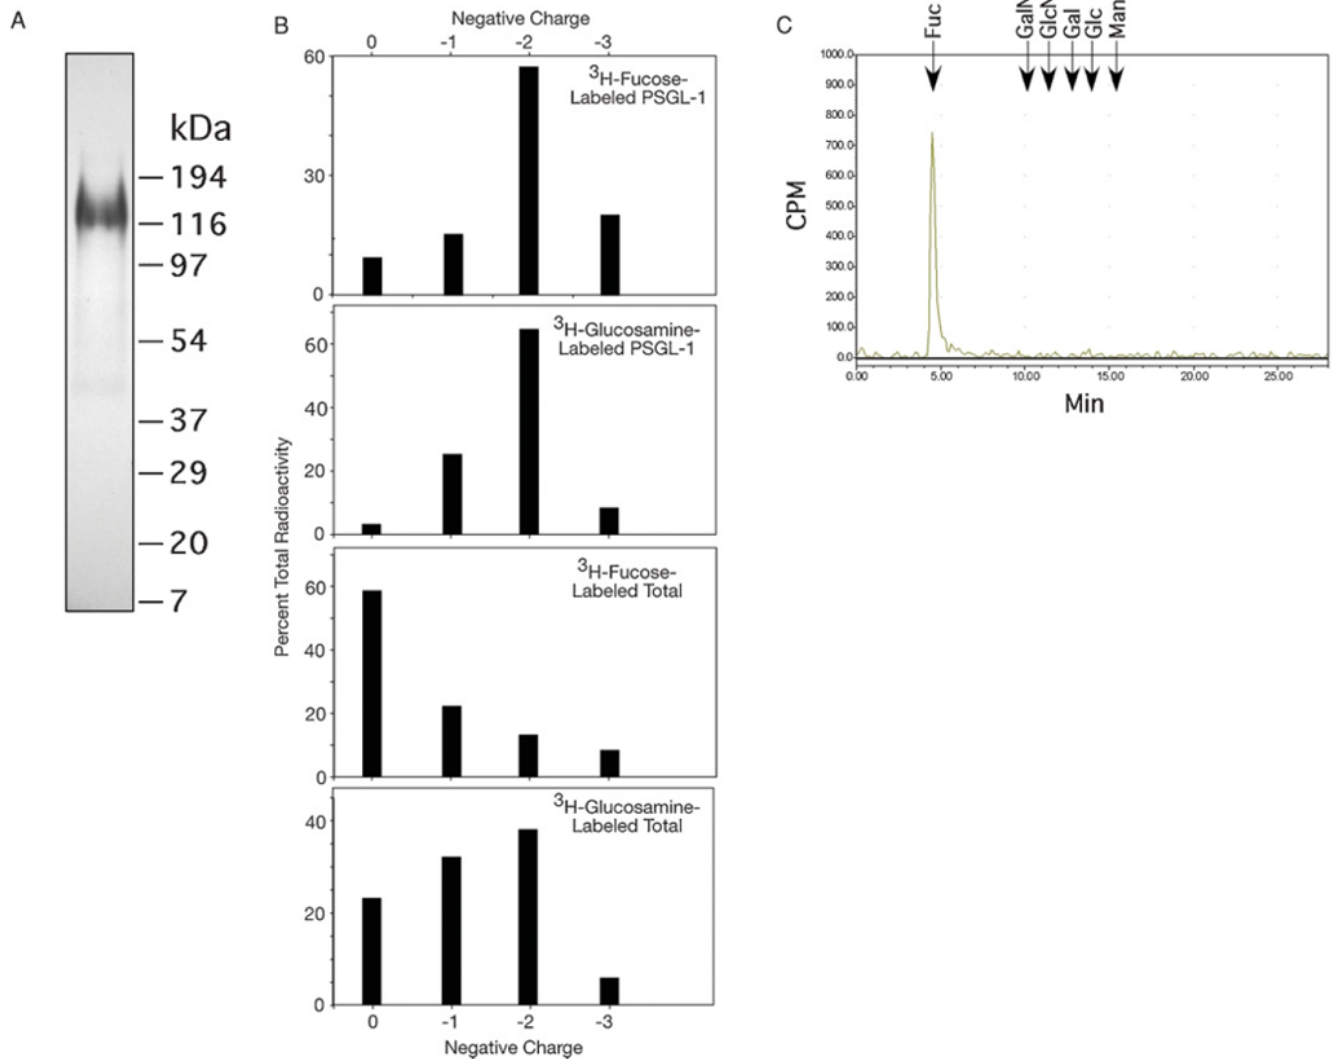 A
kDa
194
116
97
54
37
29
20
7
B
Negative Charge
0 -1 -2 -3
60
30
0
3H-Fucose-
Labeled PSGL-1
60
40
20
0
3H-Glucosamine-
Labeled PSGL-1
60
40
20
0
3H-Fucose-
Labeled Total
40
20
0
3H-Glucosamine-
Labeled Total
Percent Total Radioactivity
0 -1 -2 -3
Negative Charge
C
Fuc GalN GlcN Gal Glc Man
1000.0
900.0
800.0
700.0
600.0
500.0
400.0
300.0
200.0
100.0
0.0
CPM
0.00 5.00 10.00 15.00 20.00 25.00
Min